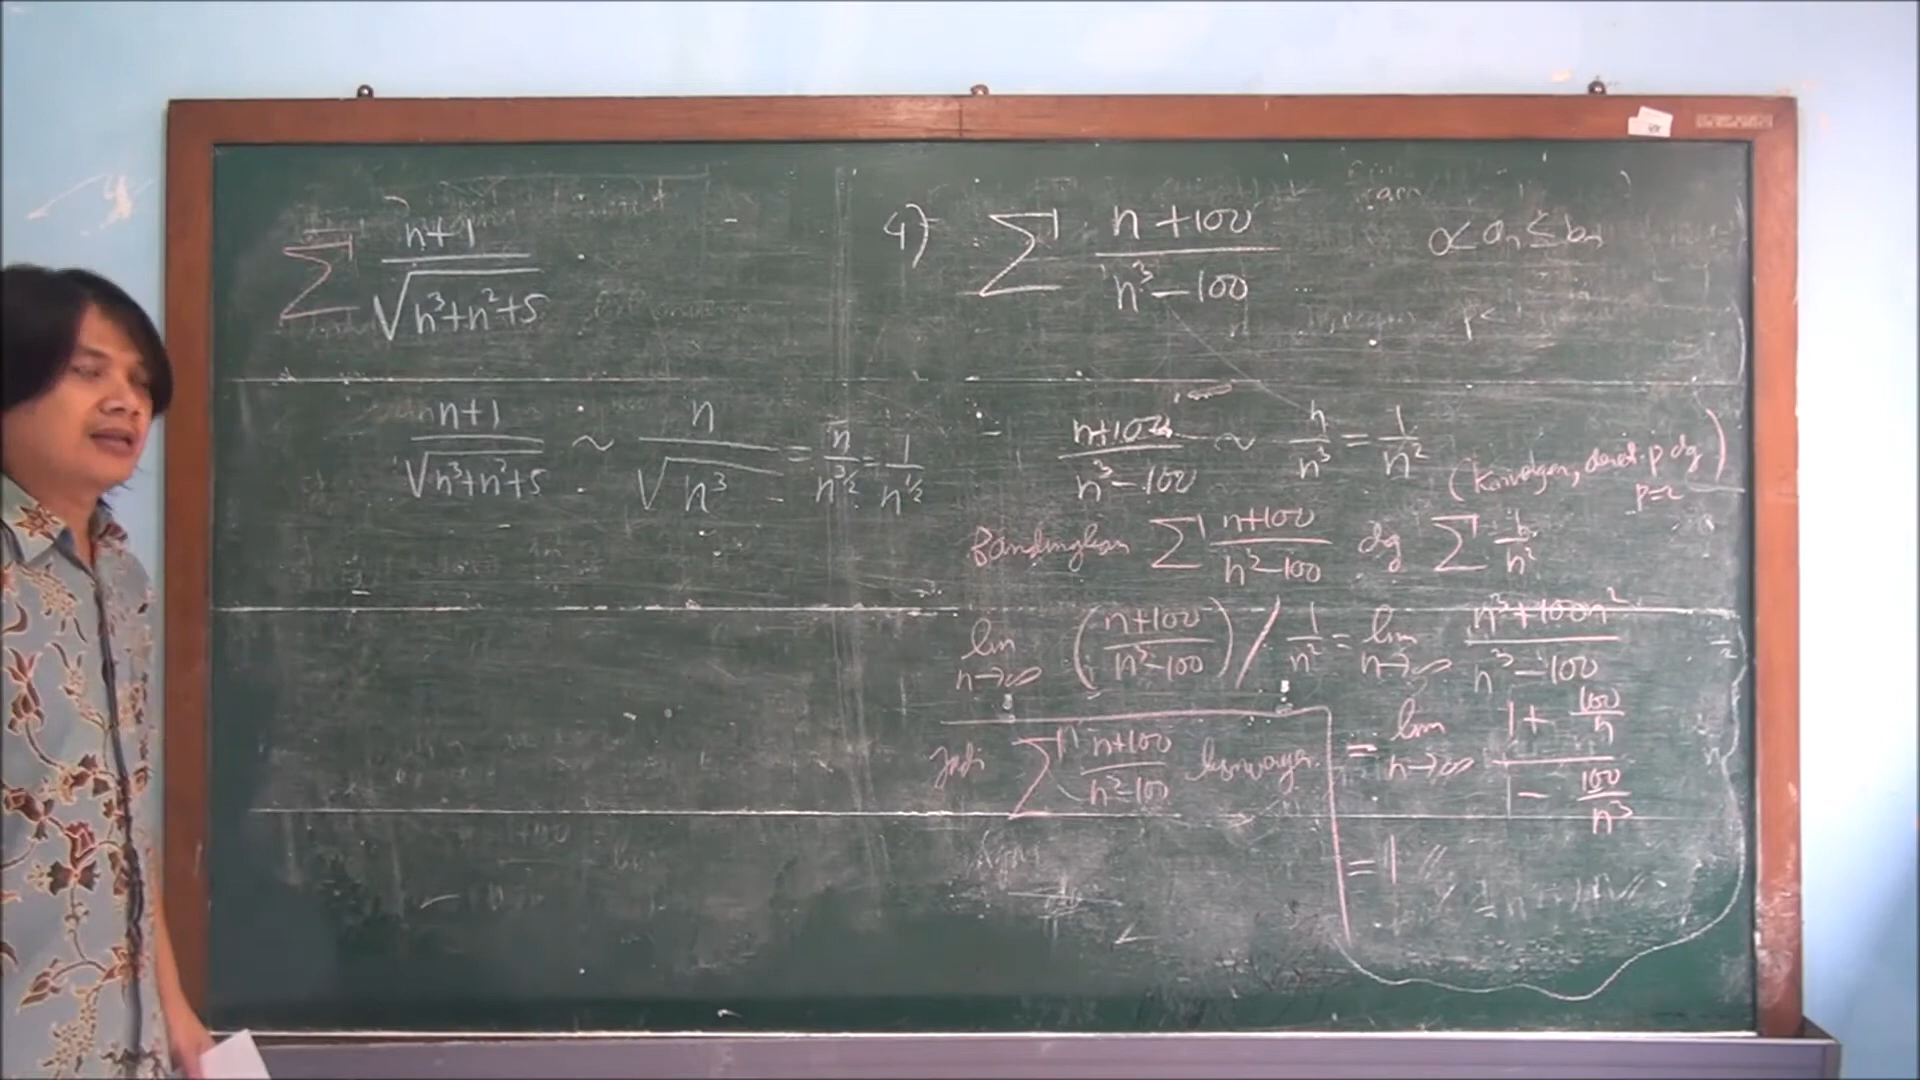 ∑ n+1 / √(n³+n²+5)
n+1 / √(n³+n²+5) ~ n / √(n³) = n / n^(3/2) = 1 / n^(1/2)
4) ∑ n+100 / n³-100
0< aₙ ≤ bₙ
p<
n+100 / n³-100 ~ n / n³ = 1 / n²
(Konvergen, deret p dg p=2)
Bandingkan ∑ n+100 / n³-100 dg ∑ 1 / n²
lim n→∞ (n+100 / n³-100) / 1 / n² = lim n→∞ n³+100n² / n³-100
= lim n→∞ 1 + 100/n / 1 - 100/n³
= 1 //
Jadi ∑ n+100 / n³-100 konvergen.